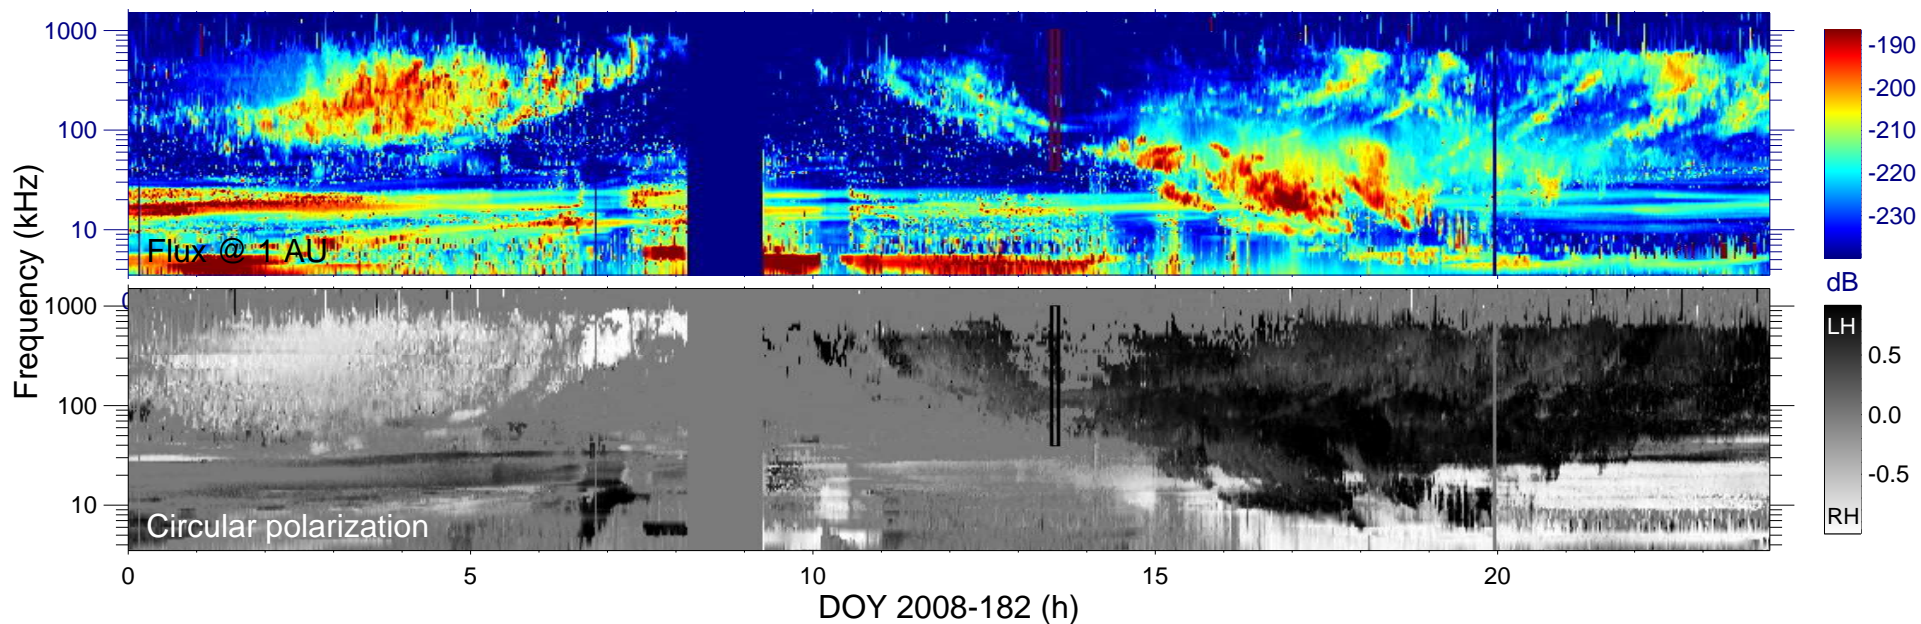 1000
100
10
Flux @ 1 AU
-190
-200
-210
-220
-230
dB
Frequency (kHz)
0
1000
100
10
Circular polarization
LH
0.5
0.0
-0.5
RH
0 5 10 15 20
DOY 2008-182 (h)